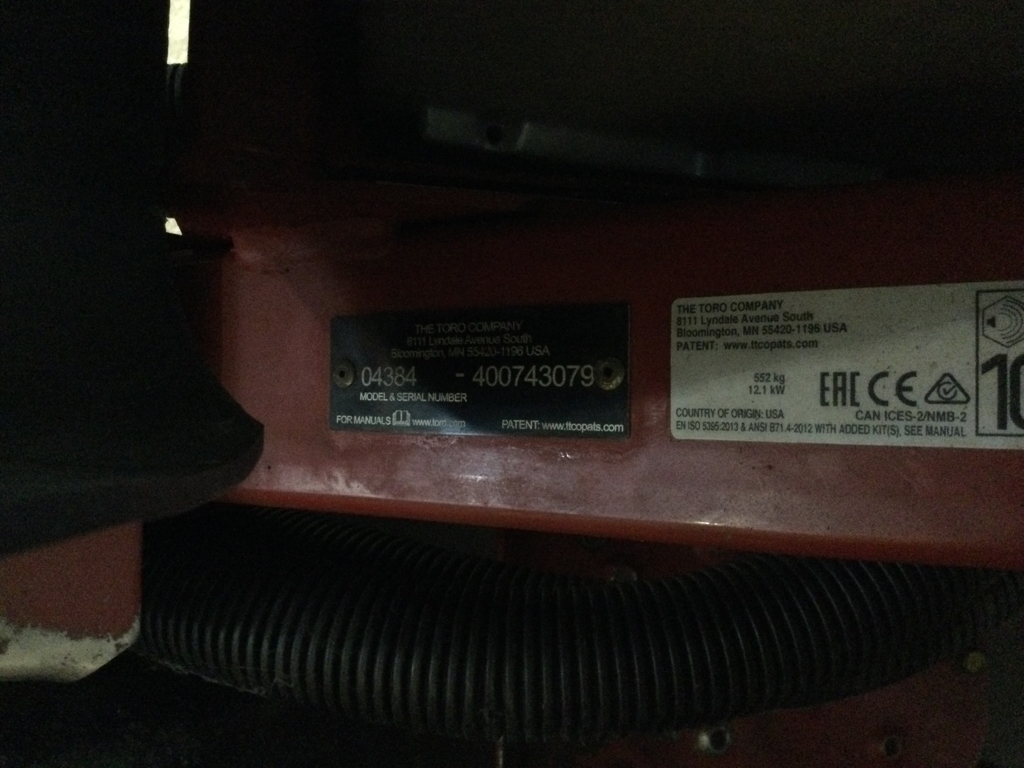 THE TORO COMPANY
8111 Lyndale Avenue South
Bloomington, MN 55420-1196 USA
04384 - 400743079
MODEL & SERIAL NUMBER
FOR MANUALS www.toro.com
PATENT: www.ttcopats.com
THE TORO COMPANY
8111 Lyndale Avenue South
Bloomington, MN 55420-1196 USA
PATENT: www.ttcopats.com
552 kg
12.1 kW
EAC CE
CAN ICES-2/NMB-2
COUNTRY OF ORIGIN: USA
EN ISO 5395:2013 & ANSI B71.4-2012 WITH ADDED KIT(S), SEE MANUAL